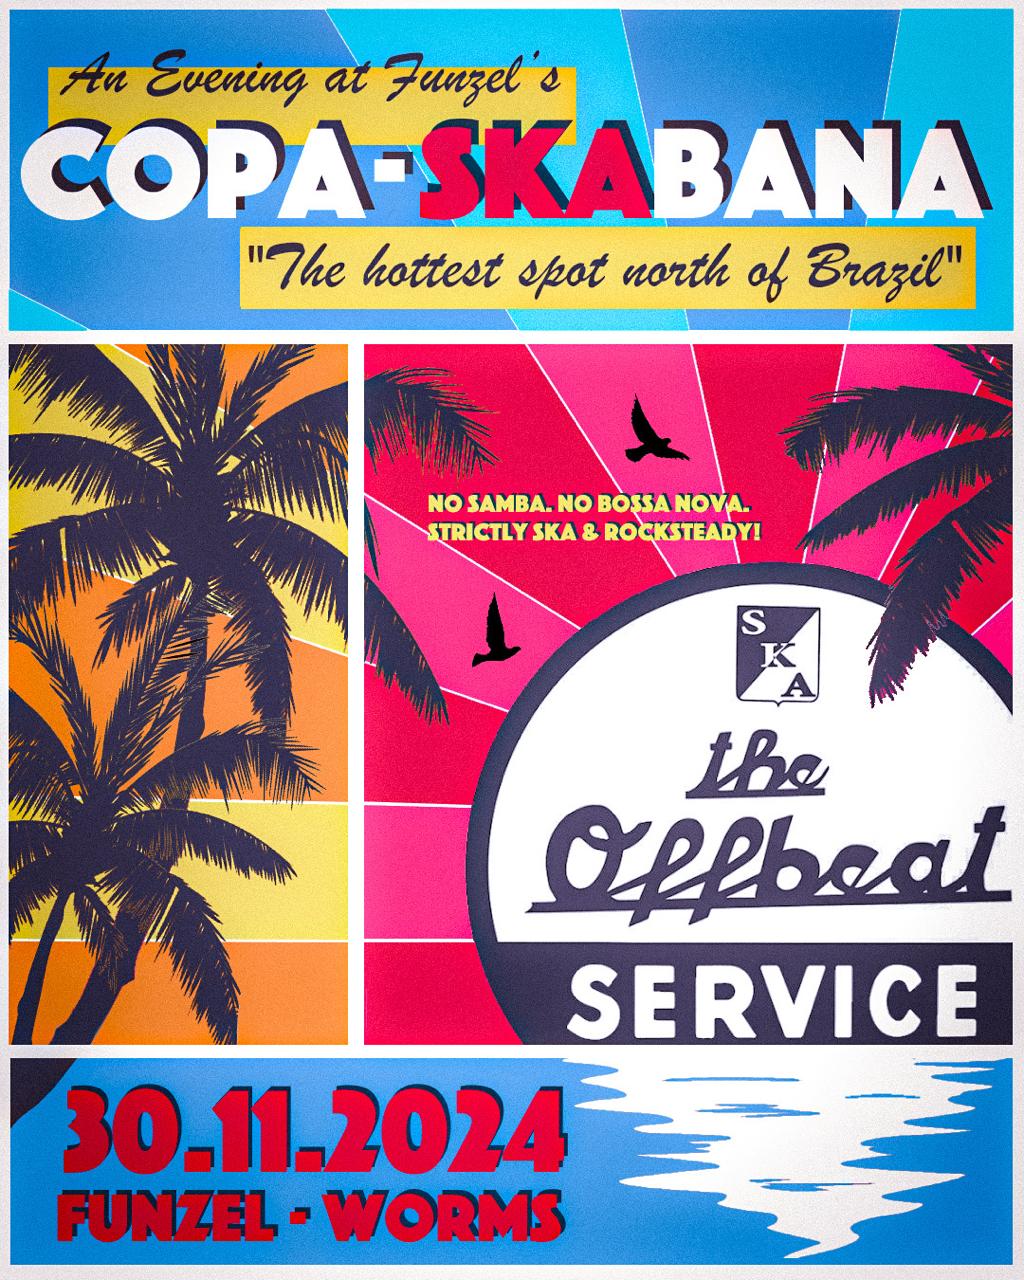 An Evening at Funzel's
COPA-SKABANA
"The hottest spot north of Brazil"
NO SAMBA. NO BOSSA NOVA.
STRICTLY SKA & ROCKSTEADY!
SKA
the
Offbeat
SERVICE
30.11.2024
FUNZEL - WORMS